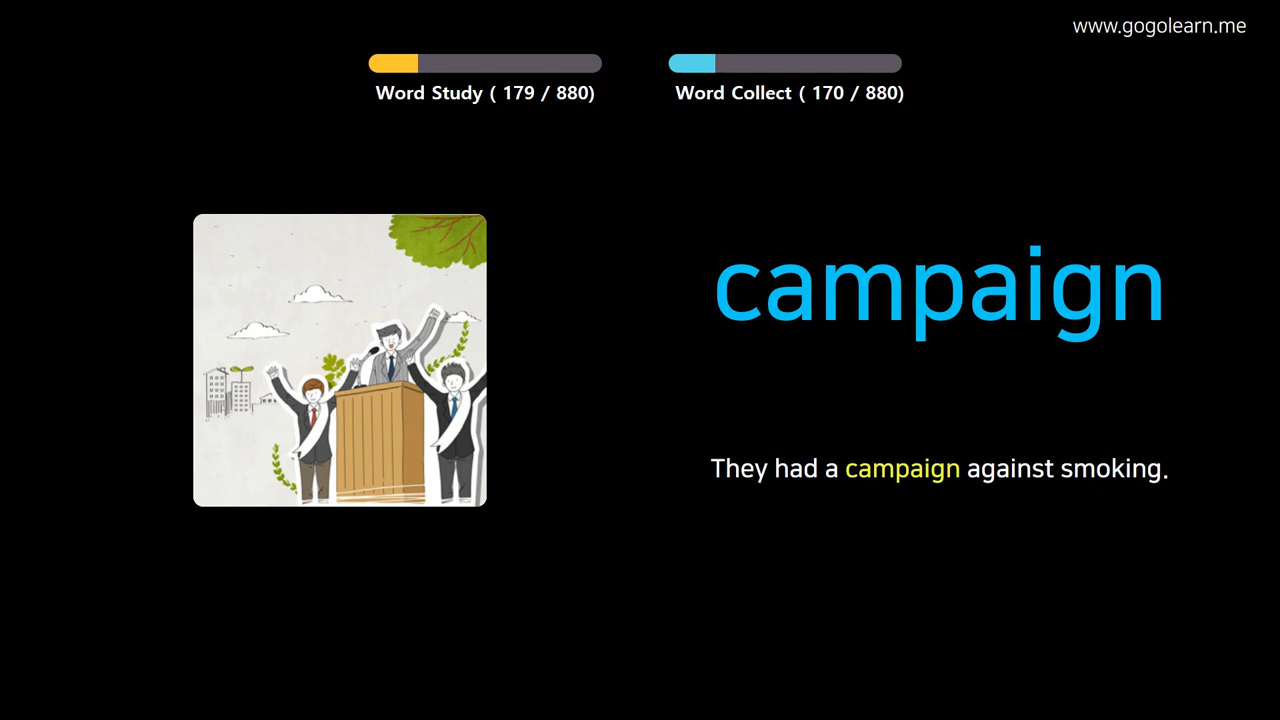 www.gogolearn.me
Word Study ( 179 / 880)
Word Collect ( 170 / 880)
campaign
They had a campaign against smoking.